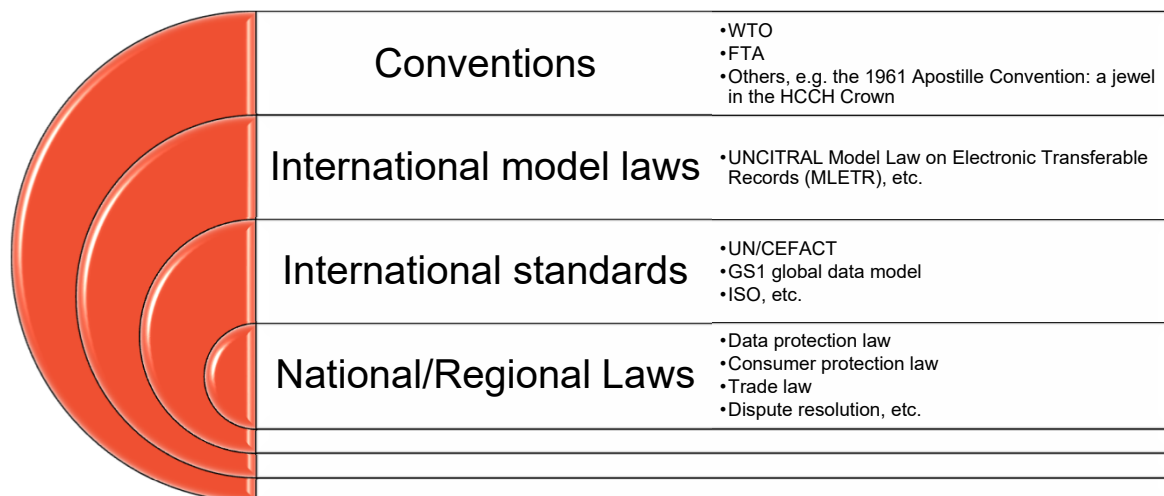 Conventions
•WTO
•FTA
•Others, e.g. the 1961 Apostille Convention: a jewel
in the HCCH Crown
International model laws
•UNCITRAL Model Law on Electronic Transferable
Records (MLETR), etc.
International standards
•UN/CEFACT
•GS1 global data model
•ISO, etc.
National/Regional Laws
•Data protection law
•Consumer protection law
•Trade law
•Dispute resolution, etc.